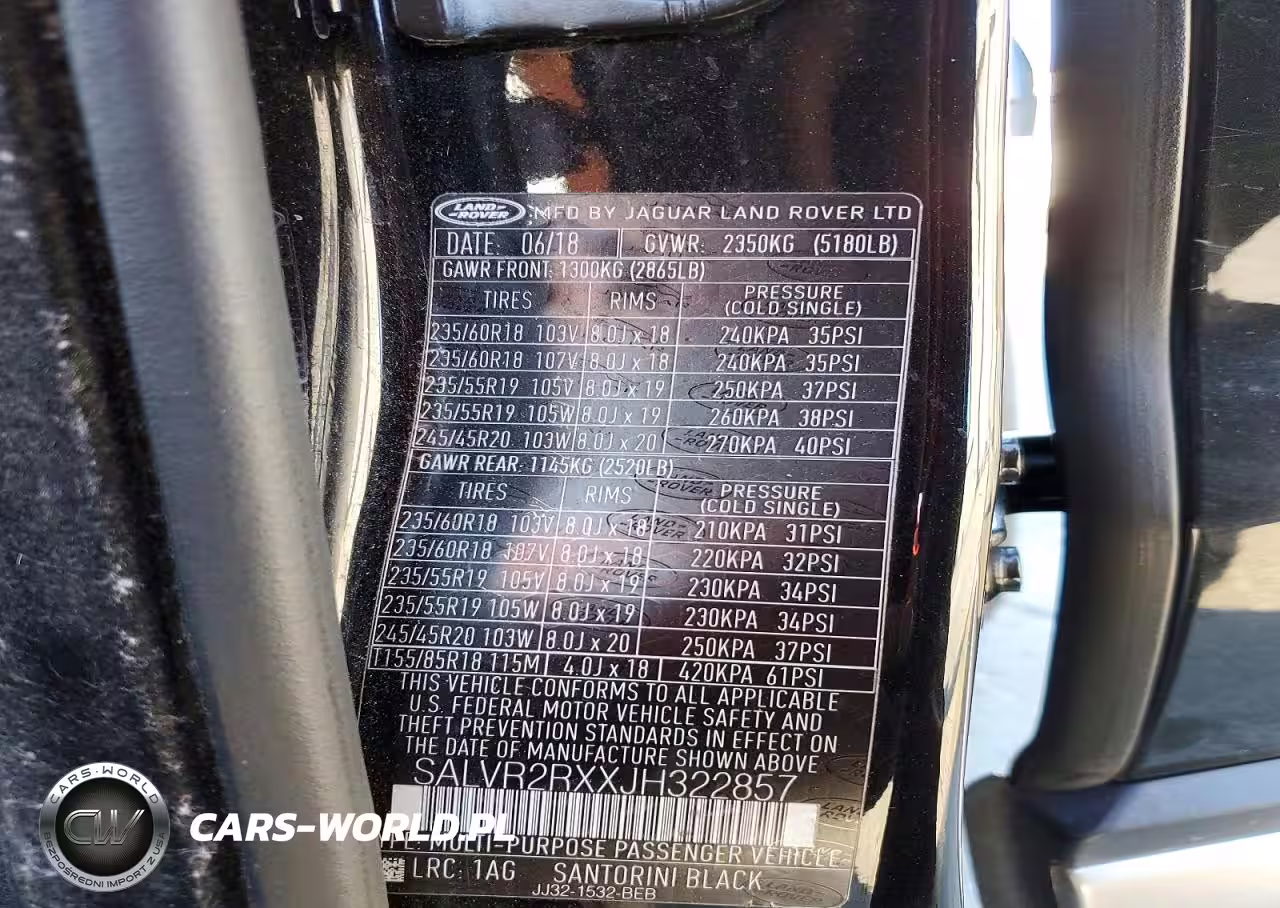 LAND ROVER MFD BY JAGUAR LAND ROVER LTD
DATE: 06/18 GVWR: 2350KG (5180LB)
GAWR FRONT: 1300KG (2865LB)
TIRES RIMS PRESSURE (COLD SINGLE)
235/60R18 103V 8.0J x 18 240KPA 35PSI
235/60R18 107V 8.0J x 18 240KPA 35PSI
235/55R19 105V 8.0J x 19 250KPA 37PSI
235/55R19 105W 8.0J x 19 260KPA 38PSI
245/45R20 103W 8.0J x 20 270KPA 40PSI
GAWR REAR: 1145KG (2520LB)
TIRES RIMS PRESSURE (COLD SINGLE)
235/60R18 103V 8.0J x 18 210KPA 31PSI
235/60R18 107V 8.0J x 18 220KPA 32PSI
235/55R19 105V 8.0J x 19 230KPA 34PSI
235/55R19 105W 8.0J x 19 230KPA 34PSI
245/45R20 103W 8.0J x 20 250KPA 37PSI
T155/85R18 115M 4.0J x 18 420KPA 61PSI
THIS VEHICLE CONFORMS TO ALL APPLICABLE
U.S. FEDERAL MOTOR VEHICLE SAFETY AND
THEFT PREVENTION STANDARDS IN EFFECT ON
THE DATE OF MANUFACTURE SHOWN ABOVE
SALVR2RXXJH322857
MULTI-PURPOSE PASSENGER VEHICLE
LRC: 1AG SANTORINI BLACK
JJ32-1532-BEB
CARS-WORLD
CW
BEZPOŚREDNI IMPORT Z USA
CARS-WORLD.PL